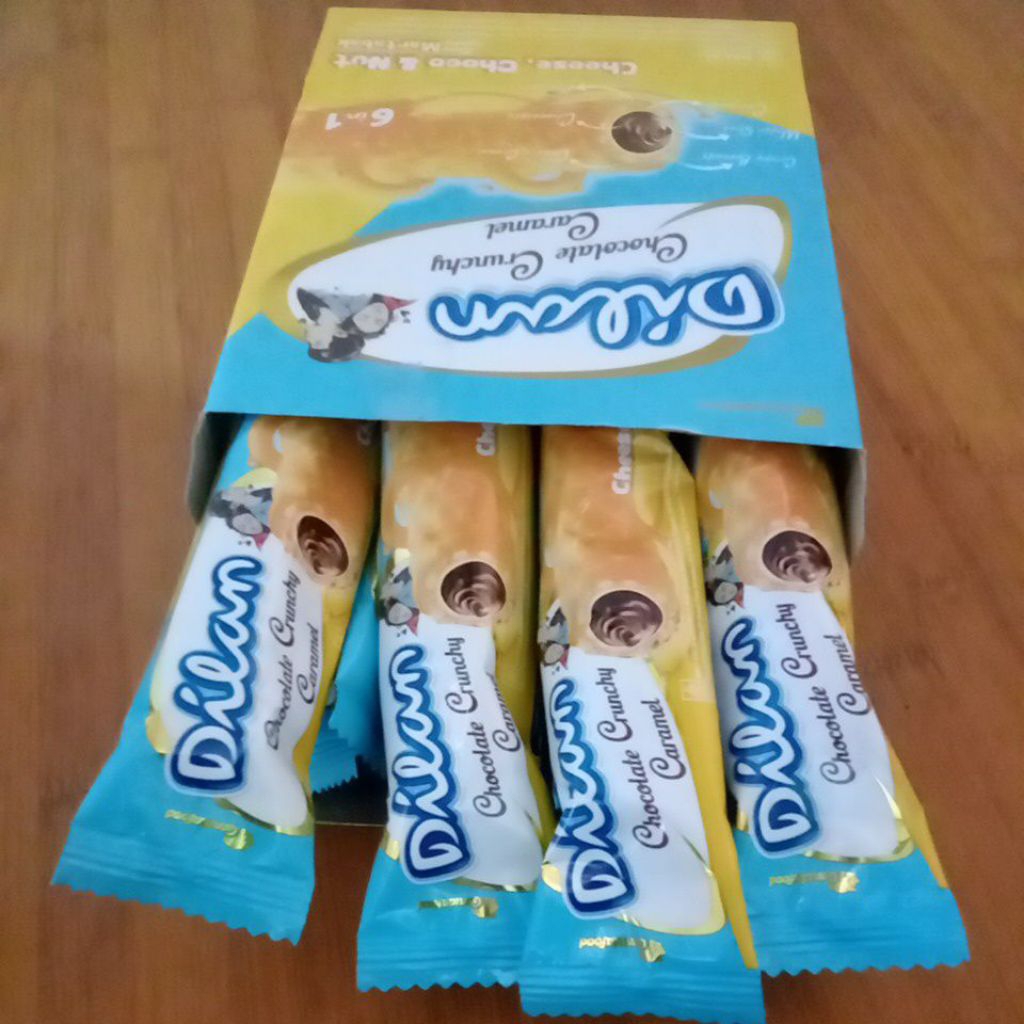 Cheese, Choco & Nut
Martabak
6 in 1
Dilan
Chocolate Crunchy
Caramel
Dilan
Chocolate Crunchy
Caramel
Dilan
Chocolate Crunchy
Caramel
Dilan
Chocolate Crunchy
Caramel
Dilan
Chocolate Crunchy
Caramel